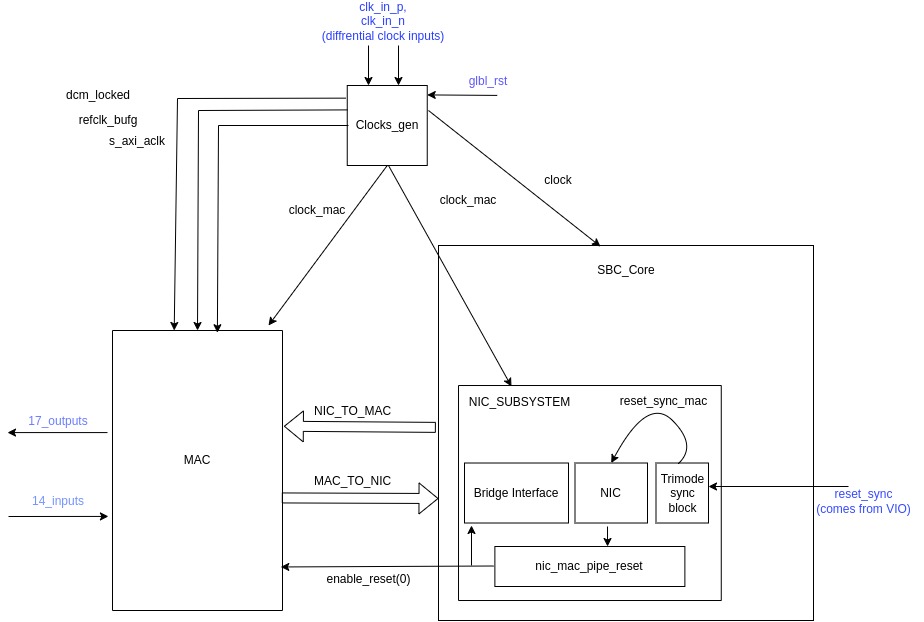 clk_in_p,
clk_in_n
(diffrential clock inputs)
glbl_rst
dcm_locked
refclk_bufg
s_axi_aclk
Clocks_gen
clock
clock_mac
clock_mac
SBC_Core
NIC_SUBSYSTEM
reset_sync_mac
NIC_TO_MAC
17_outputs
MAC
MAC_TO_NIC
14_inputs
Bridge Interface
NIC
Trimode
sync
block
reset_sync
(comes from VIO)
nic_mac_pipe_reset
enable_reset(0)